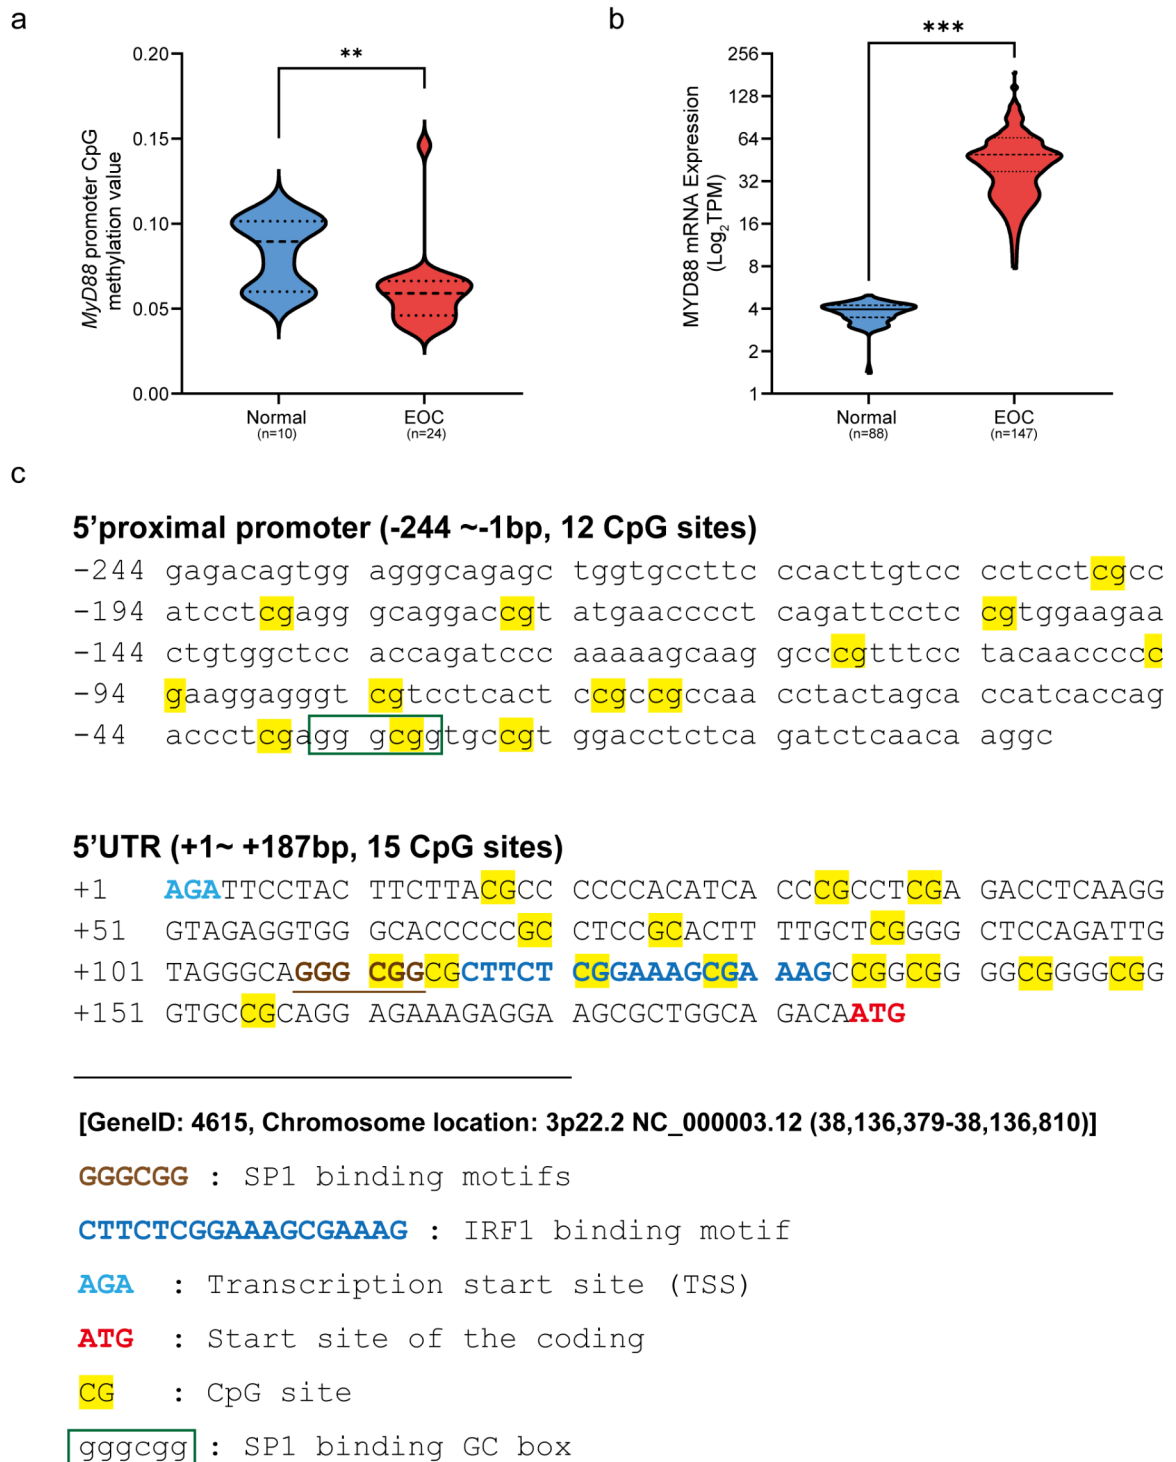 a
b
0.20
0.15
0.10
0.05
0.00
MyD88 promoter CpG
methylation value
**
Normal
(n=10)
EOC
(n=24)
256
128
64
32
16
8
4
2
1
MYD88 mRNA Expression
(Log2TPM)
***
Normal
(n=88)
EOC
(n=147)
c
5'proximal promoter (-244 ~-1bp, 12 CpG sites)
-244 gagacagtgg agggcagagc tggtgccttc ccacttgtcc cctcctcgcc
-194 atcctcgagg gcaggaccgt atgaacccct cagattcctc cgtggaagaa
-144 ctgtggctcc accagatccc aaaaagcaag gcccgtttcc tacaaccccc
-94 gaaggagggt cgtcctcact ccgccgccaa cctactagca ccatcaccag
-44 accctcgagg gcggtgccgt ggacctctca gatctcaaca aggc
5'UTR (+1~ +187bp, 15 CpG sites)
+1 AGATTCCTAC TTCTTACGCC CCCCACATCA CCCGCCTCGA GACCTCAAGG
+51 GTAGAGGTGG GCACCCCCGC CTCCGCACTT TTGCTCGGGG CTCCAGATTG
+101 TAGGGCAGGG CGGCGCTTCT CGGAAAGCGA AAGCCGGCGG GGCGGGGCGG
+151 GTGCCGCAGG AGAAAGAGGA AGCGCTGGCA GACAATG
[GeneID: 4615, Chromosome location: 3p22.2 NC_000003.12 (38,136,379-38,136,810)]
GGGCGG : SP1 binding motifs
CTTCTCGGAAAGCGAAAG : IRF1 binding motif
AGA : Transcription start site (TSS)
ATG : Start site of the coding
CG : CpG site
gggcgg : SP1 binding GC box